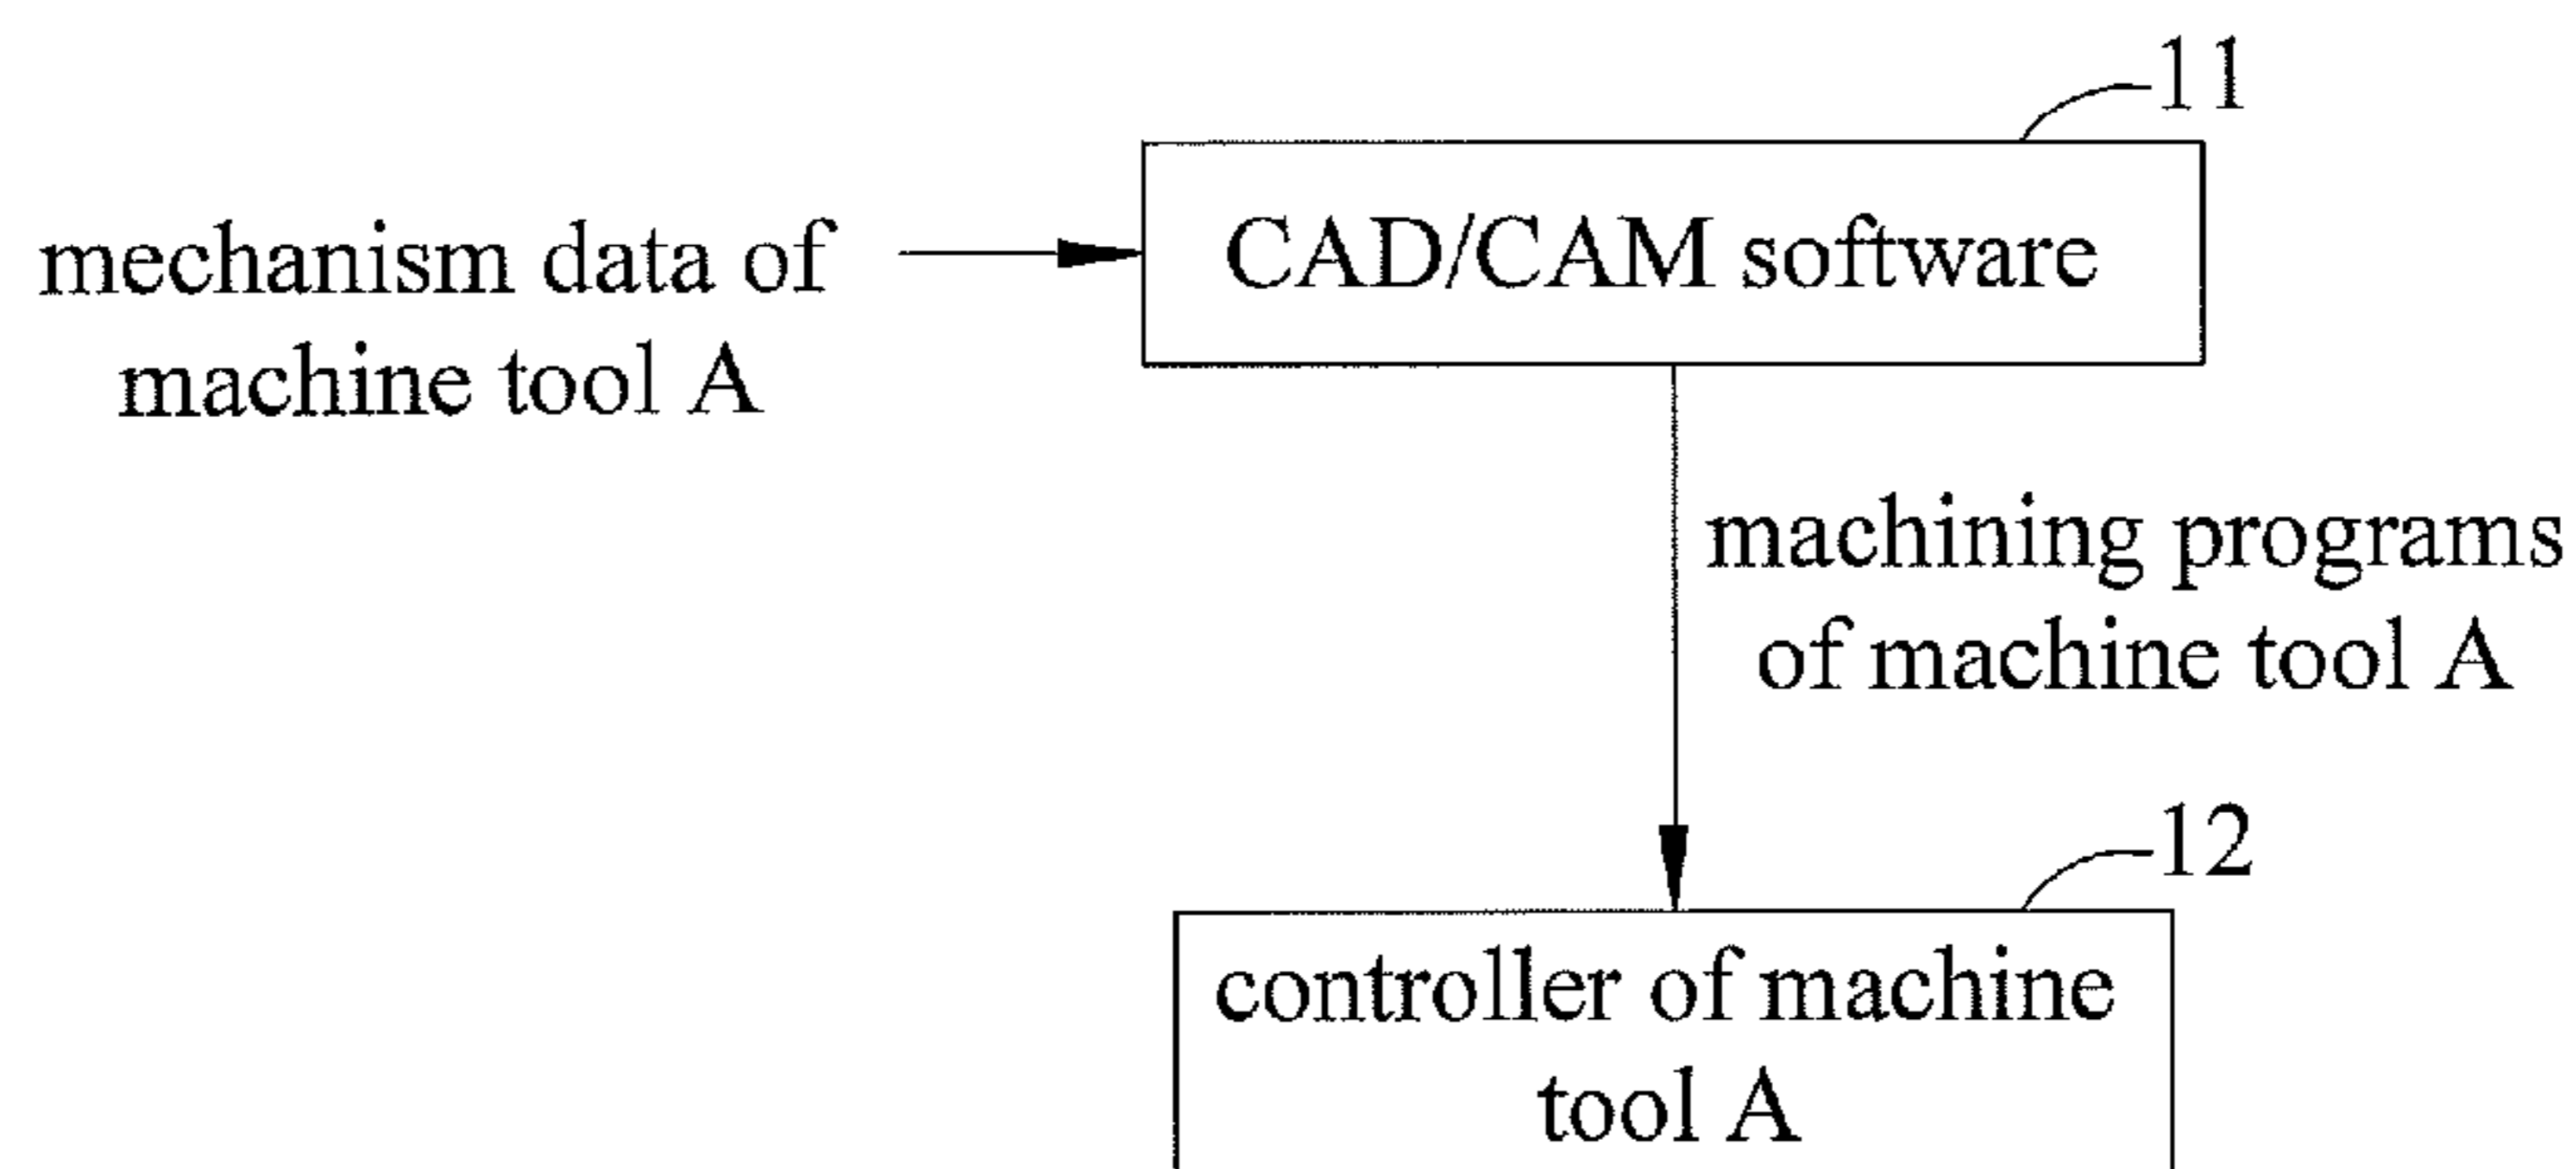 11
mechanism data of
machine tool A
CAD/CAM software
machining programs
of machine tool A
12
controller of machine
tool A